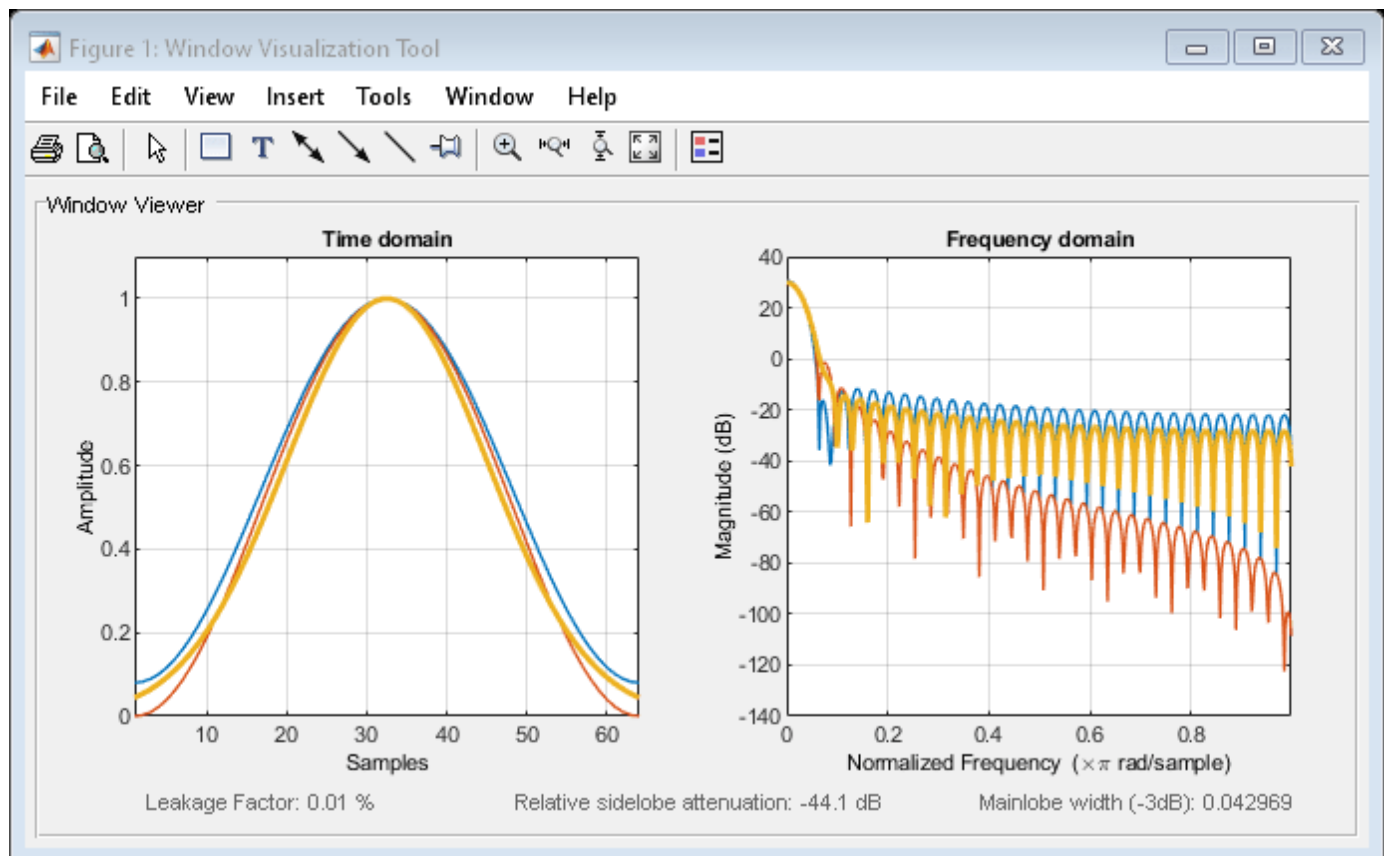 Figure 1: Window Visualization Tool
File Edit View Insert Tools Window Help
T
Window Viewer
Time domain
1
0.8
0.6
0.4
0.2
0
10 20 30 40 50 60
Amplitude
Samples
Frequency domain
40
20
0
-20
-40
-60
-80
-100
-120
-140
0 0.2 0.4 0.6 0.8
Magnitude (dB)
Normalized Frequency (×π rad/sample)
Leakage Factor: 0.01 % Relative sidelobe attenuation: -44.1 dB Mainlobe width (-3dB): 0.042969